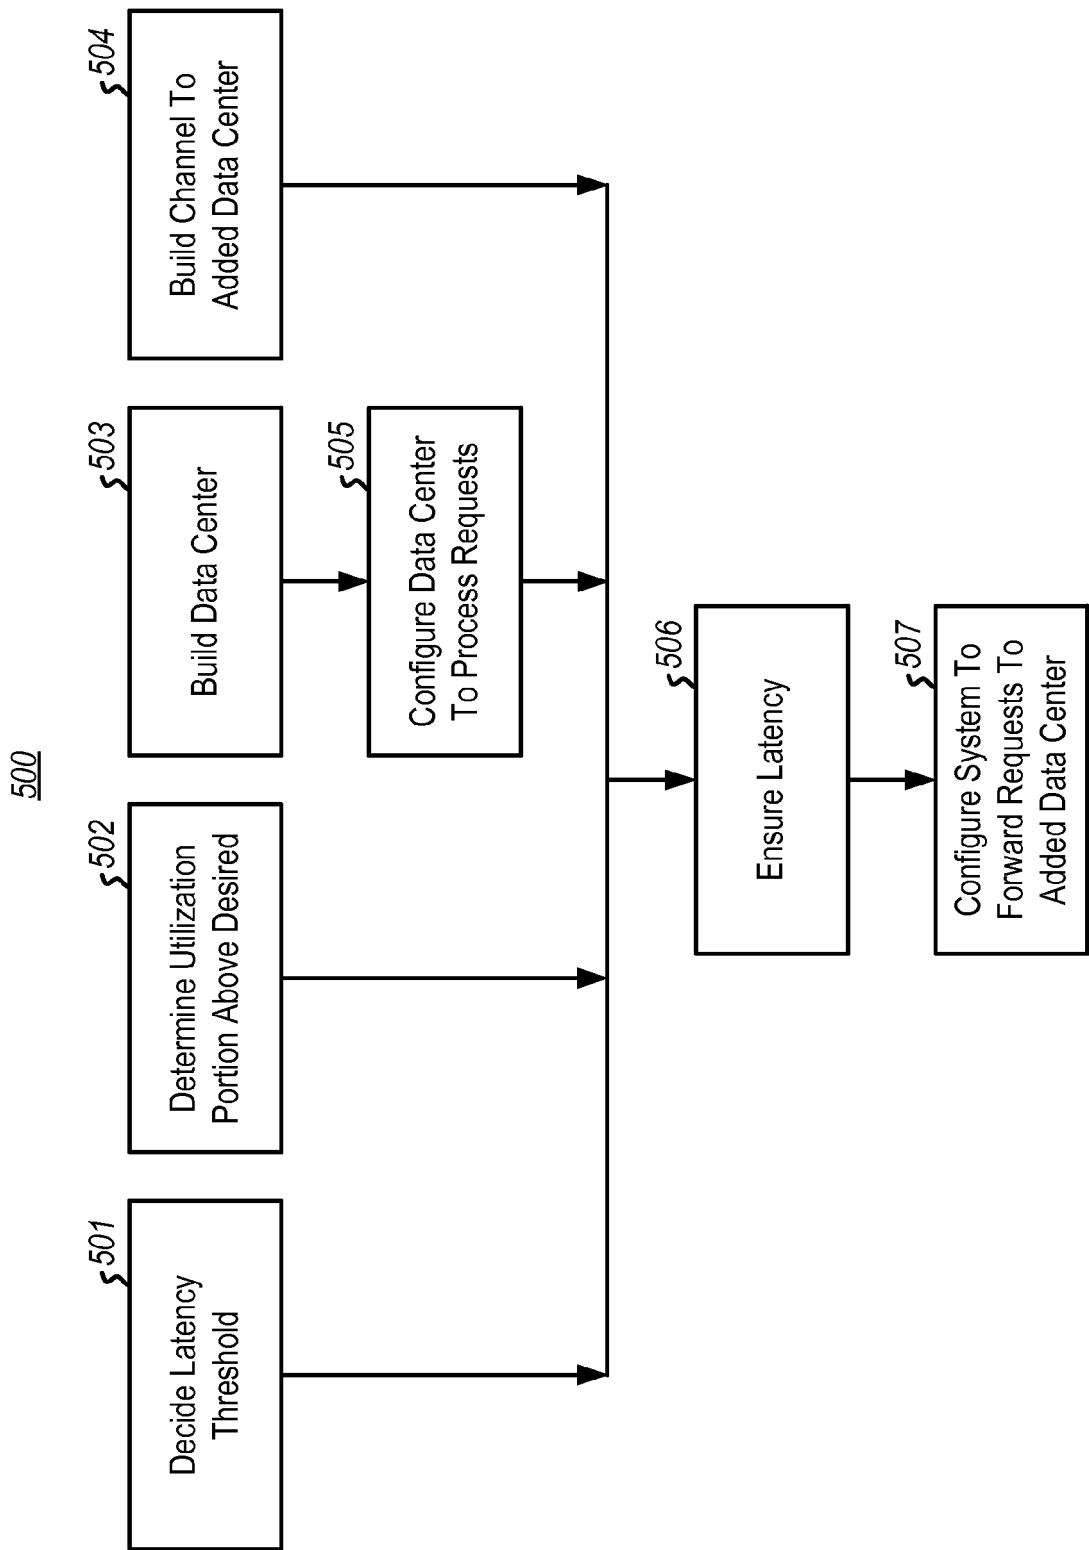 500
501
Decide Latency
Threshold
502
Determine Utilization
Portion Above Desired
503
Build Data Center
504
Build Channel To
Added Data Center
505
Configure Data Center
To Process Requests
506
Ensure Latency
507
Configure System To
Forward Requests To
Added Data Center